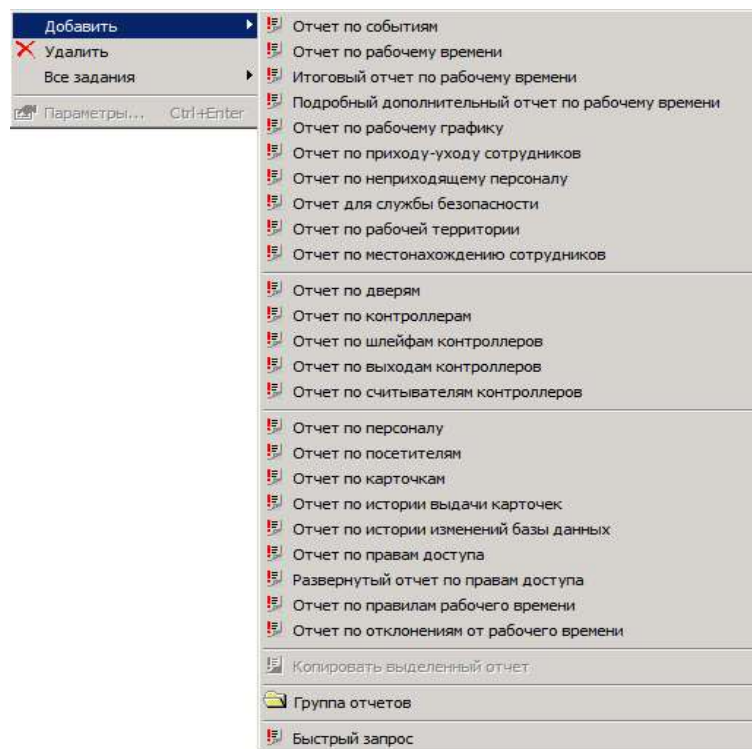 Добавить
Удалить
Все задания
Параметры... Ctrl+Enter
Отчет по событиям
Отчет по рабочему времени
Итоговый отчет по рабочему времени
Подробный дополнительный отчет по рабочему времени
Отчет по рабочему графику
Отчет по приходу-уходу сотрудников
Отчет по неприходящему персоналу
Отчет для службы безопасности
Отчет по рабочей территории
Отчет по местонахождению сотрудников
Отчет по дверям
Отчет по контроллерам
Отчет по шлейфам контроллеров
Отчет по выходам контроллеров
Отчет по считывателям контроллеров
Отчет по персоналу
Отчет по посетителям
Отчет по карточкам
Отчет по истории выдачи карточек
Отчет по истории изменений базы данных
Отчет по правам доступа
Развернутый отчет по правам доступа
Отчет по правилам рабочего времени
Отчет по отклонениям от рабочего времени
Копировать выделенный отчет
Группа отчетов
Быстрый запрос